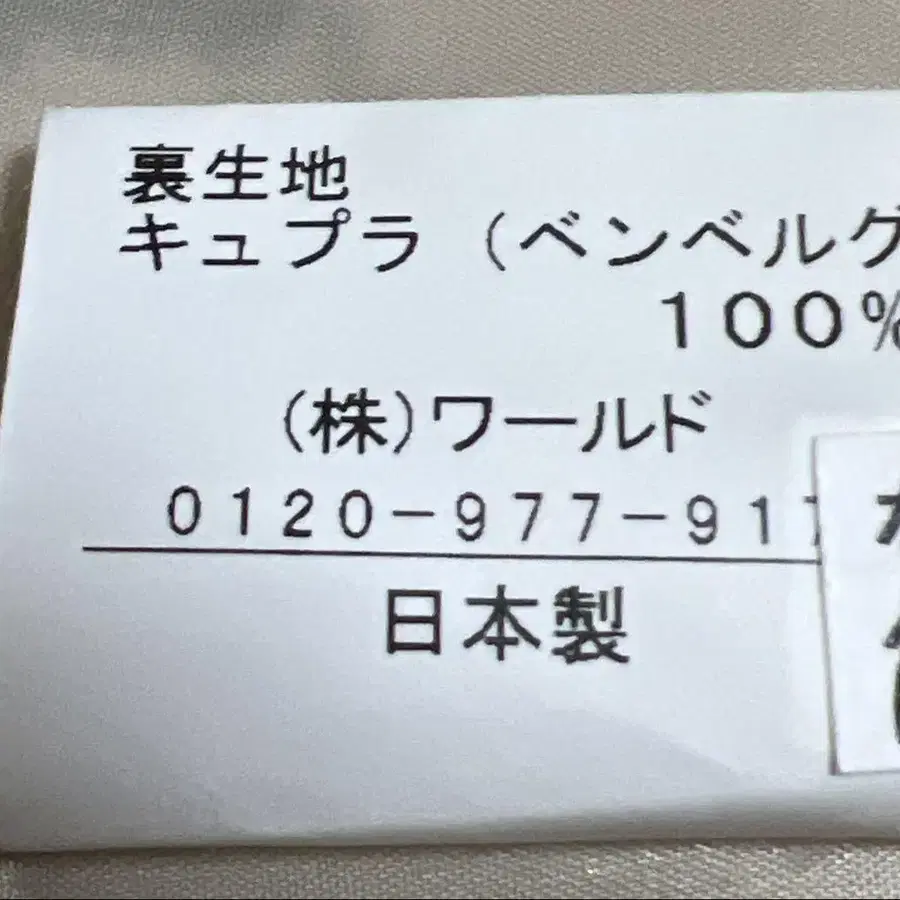 裏生地
キュプラ (ベンベルグ
100%
(株)ワールド
0120-977-917
日本製